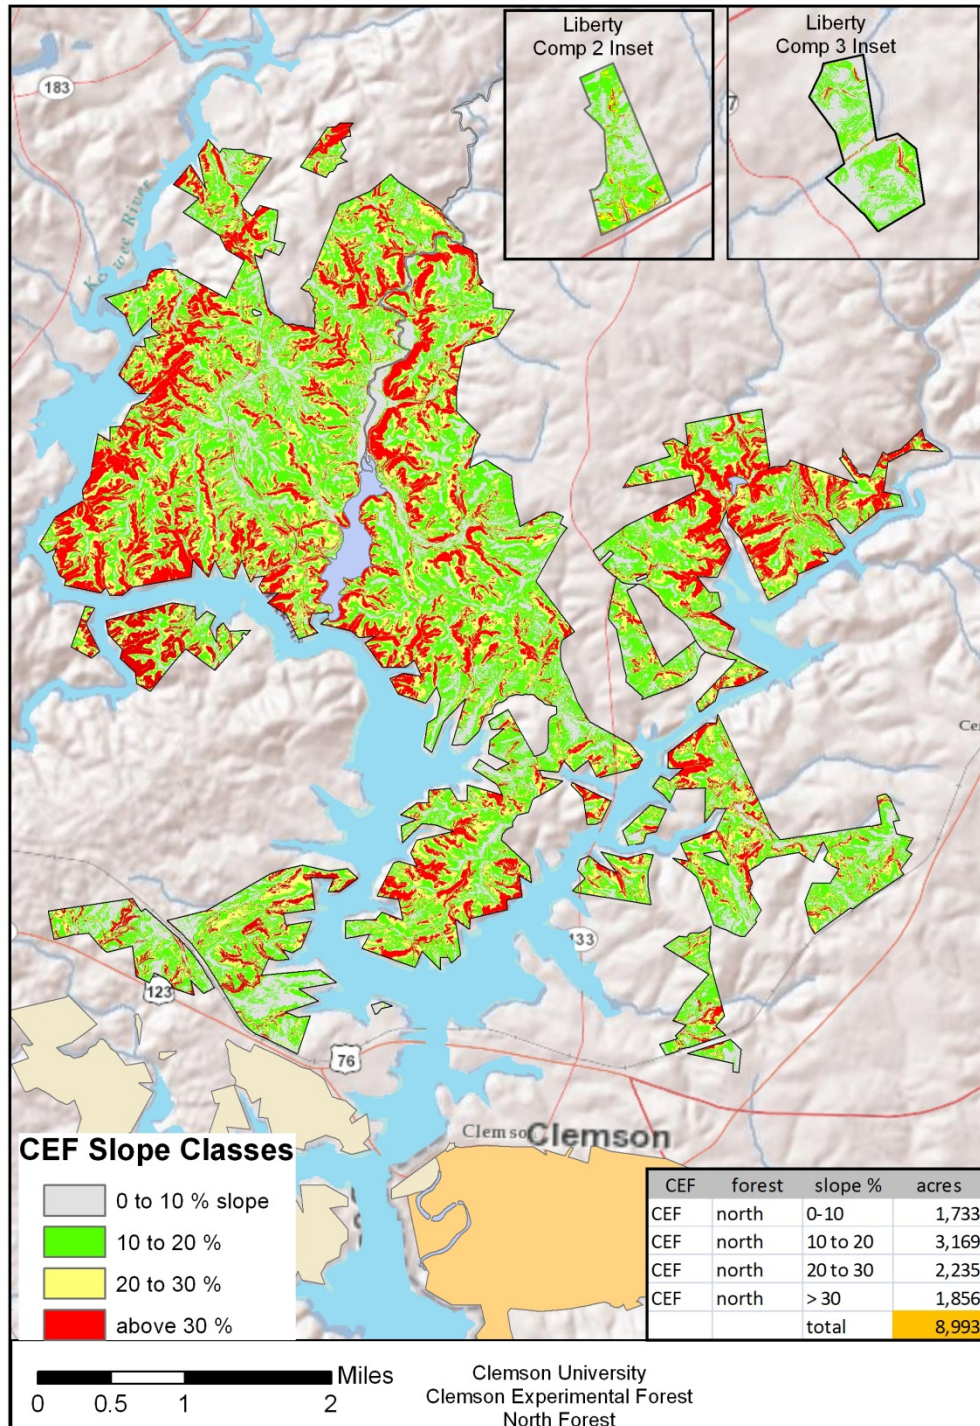 Liberty
Comp 2 Inset
Liberty
Comp 3 Inset
183
7
133
123
76
Clemson
CEF Slope Classes
0 to 10 % slope
10 to 20 %
20 to 30 %
above 30 %
CEF forest slope % acres
CEF north 0-10 1,733
CEF north 10 to 20 3,169
CEF north 20 to 30 2,235
CEF north > 30 1,856
total 8,993
Miles
0 0.5 1 2
Clemson University
Clemson Experimental Forest
North Forest